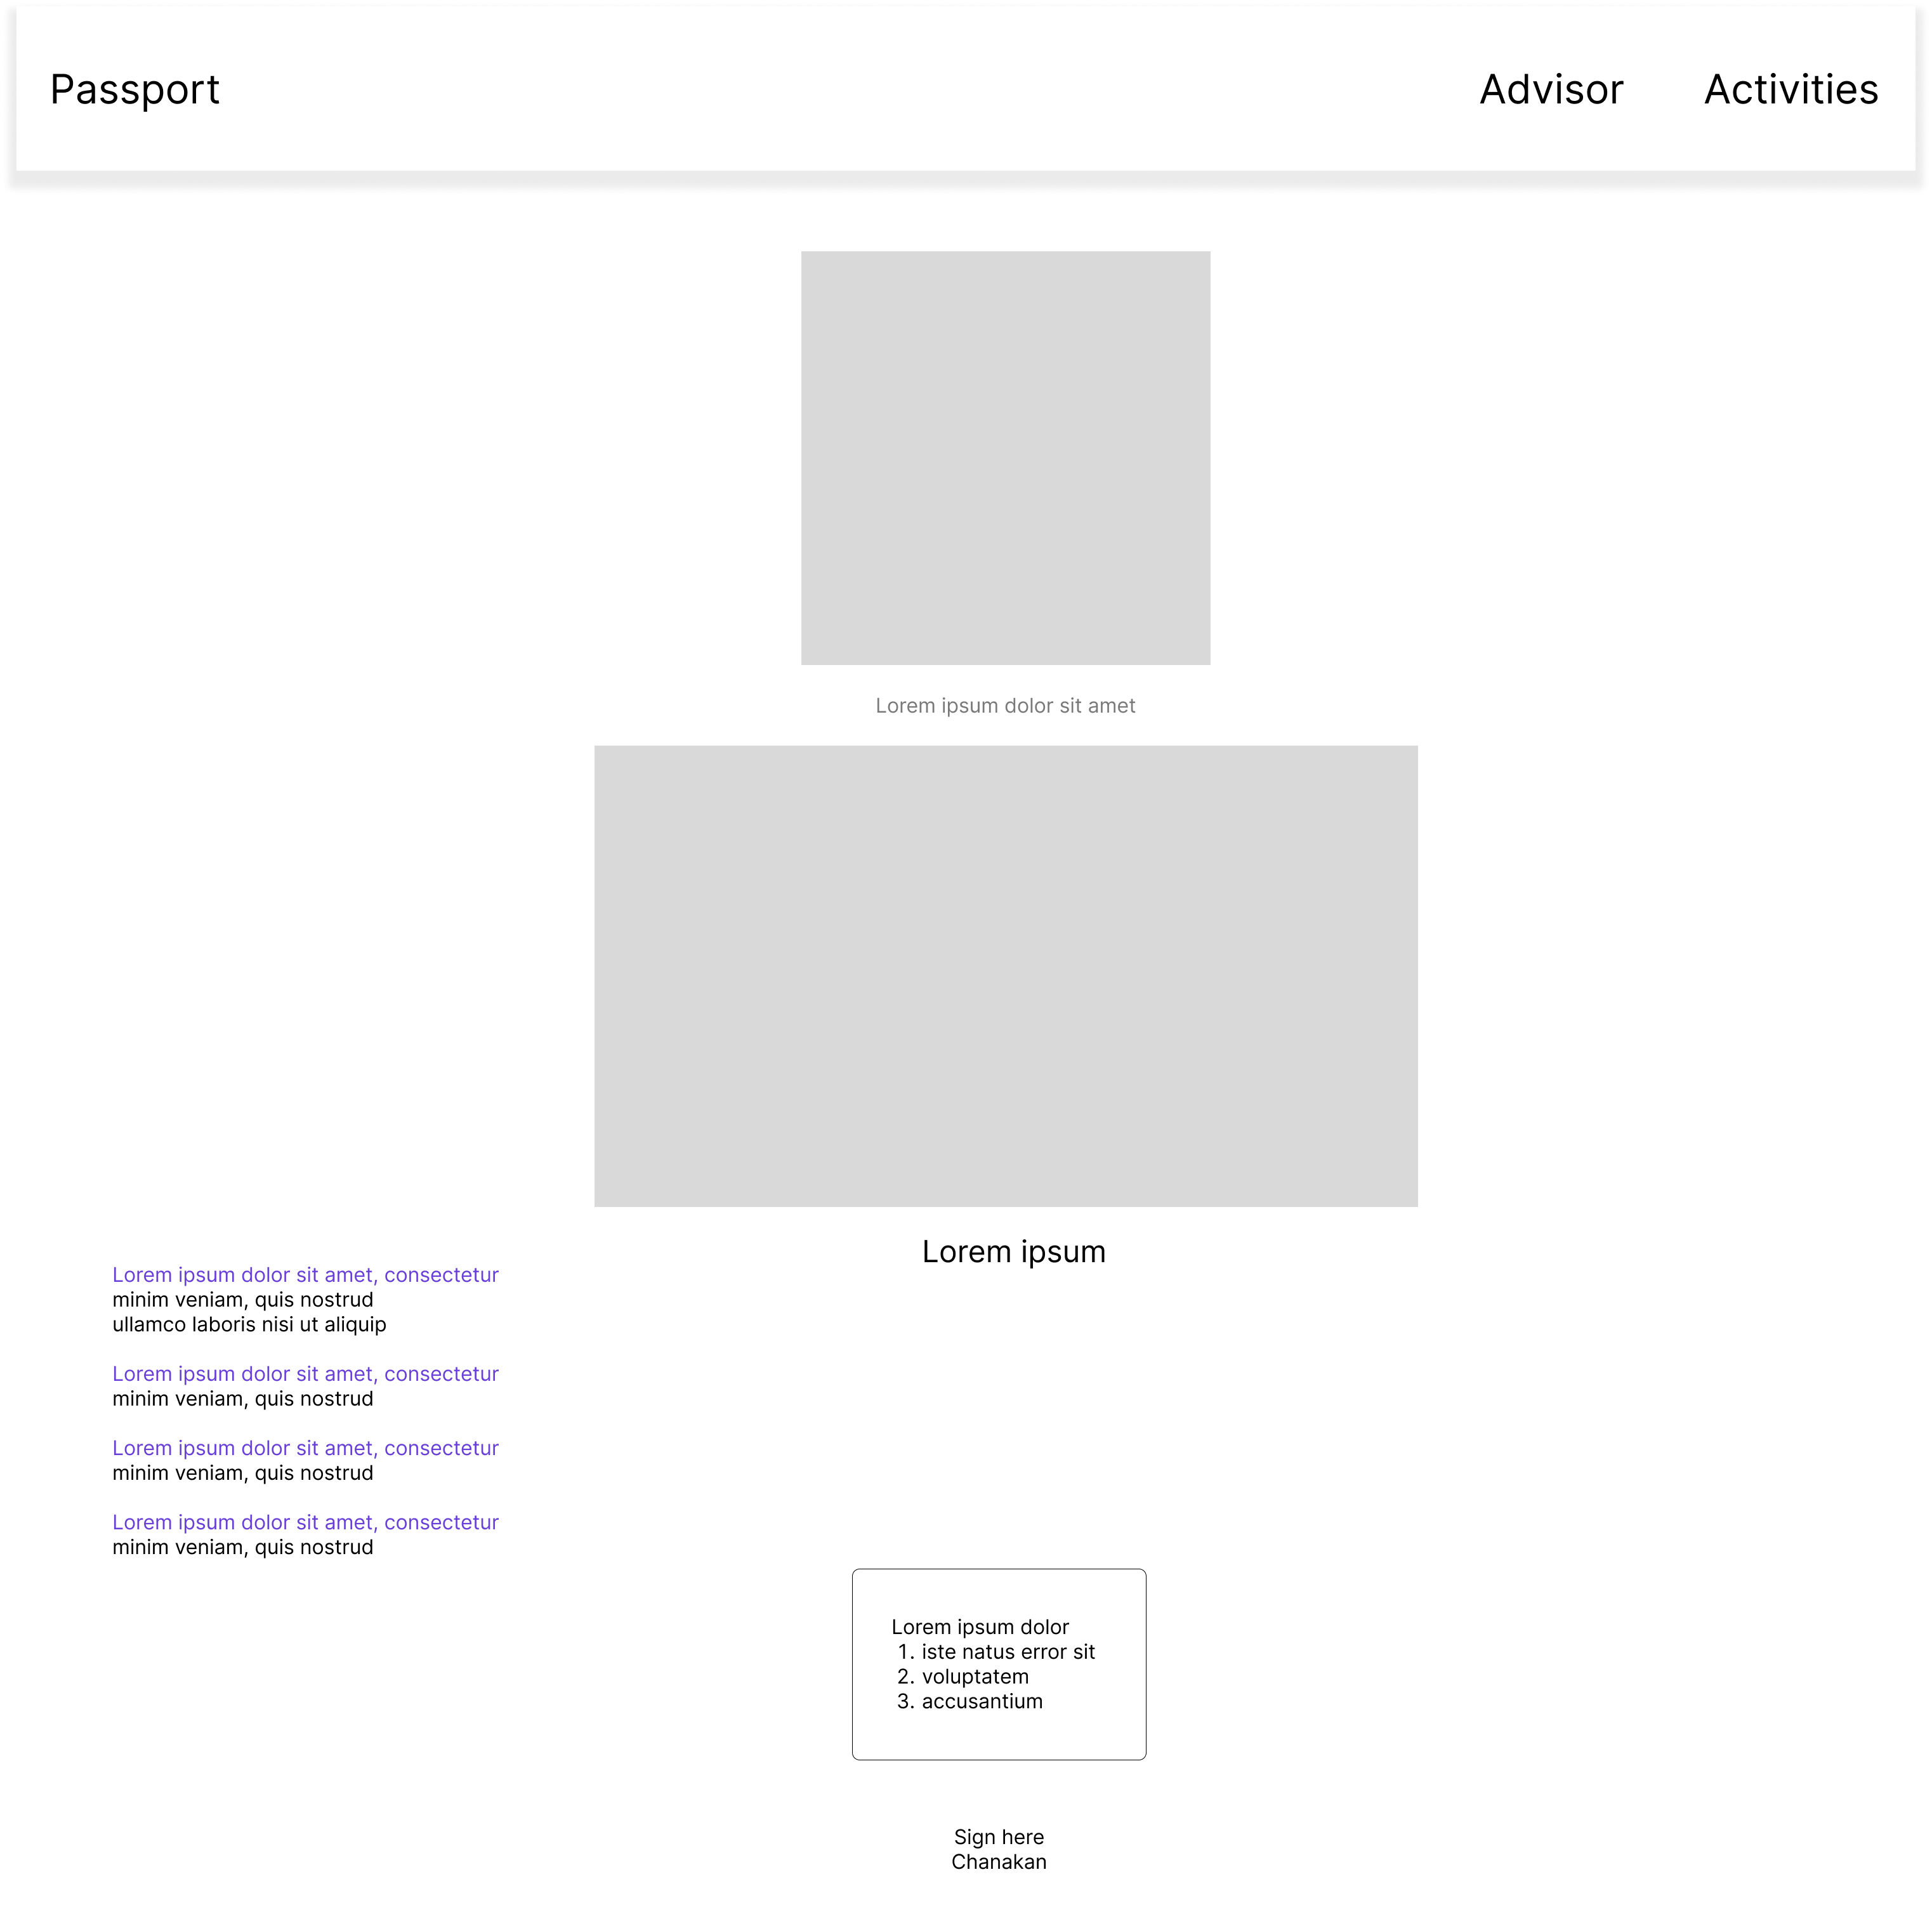 Passport
Advisor
Activities
Lorem ipsum dolor sit amet
Lorem ipsum
Lorem ipsum dolor sit amet, consectetur
minim veniam, quis nostrud
ullamco laboris nisi ut aliquip
Lorem ipsum dolor sit amet, consectetur
minim veniam, quis nostrud
Lorem ipsum dolor sit amet, consectetur
minim veniam, quis nostrud
Lorem ipsum dolor sit amet, consectetur
minim veniam, quis nostrud
Lorem ipsum dolor
1. iste natus error sit
2. voluptatem
3. accusantium
Sign here
Chanakan